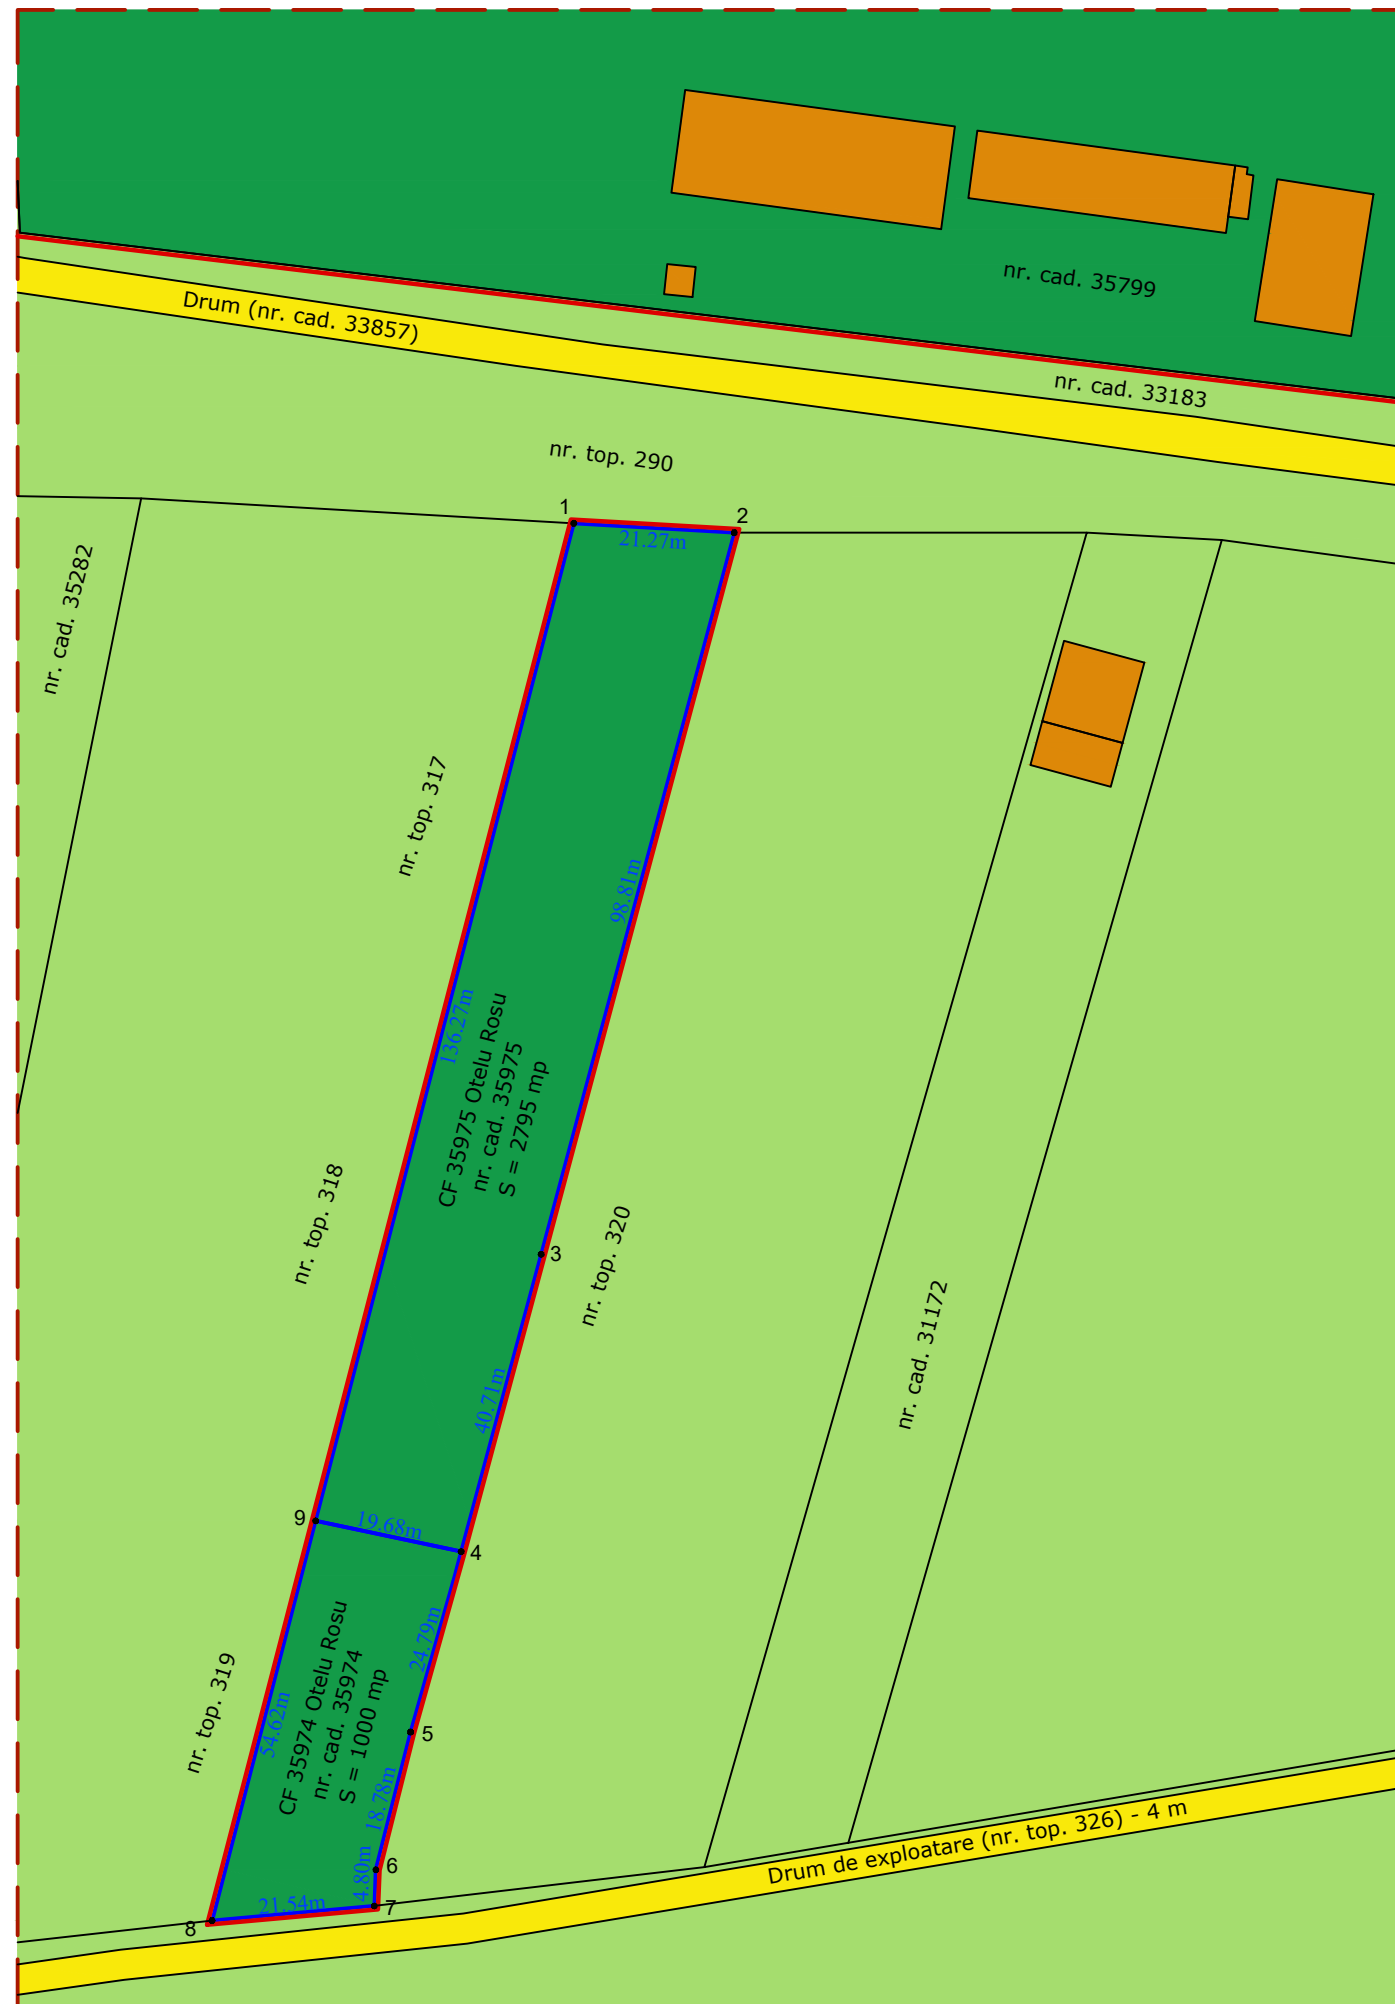 nr. cad. 35799
Drum (nr. cad. 33857)
nr. cad. 33183
nr. top. 290
1
2
21.27m
nr. cad. 35282
nr. top. 317
98.81m
136.27m
CF 35975 Otelu Rosu
nr. cad. 35975
S = 2795 mp
nr. top. 318
nr. top. 320
3
nr. cad. 31172
40.71m
9
19.68m
4
24.79m
CF 35974 Otelu Rosu
nr. cad. 35974
S = 1000 mp
nr. top. 319
54.62m
5
18.78m
Drum de exploatare (nr. top. 326) - 4 m
6
4.80m
21.54m
7
8